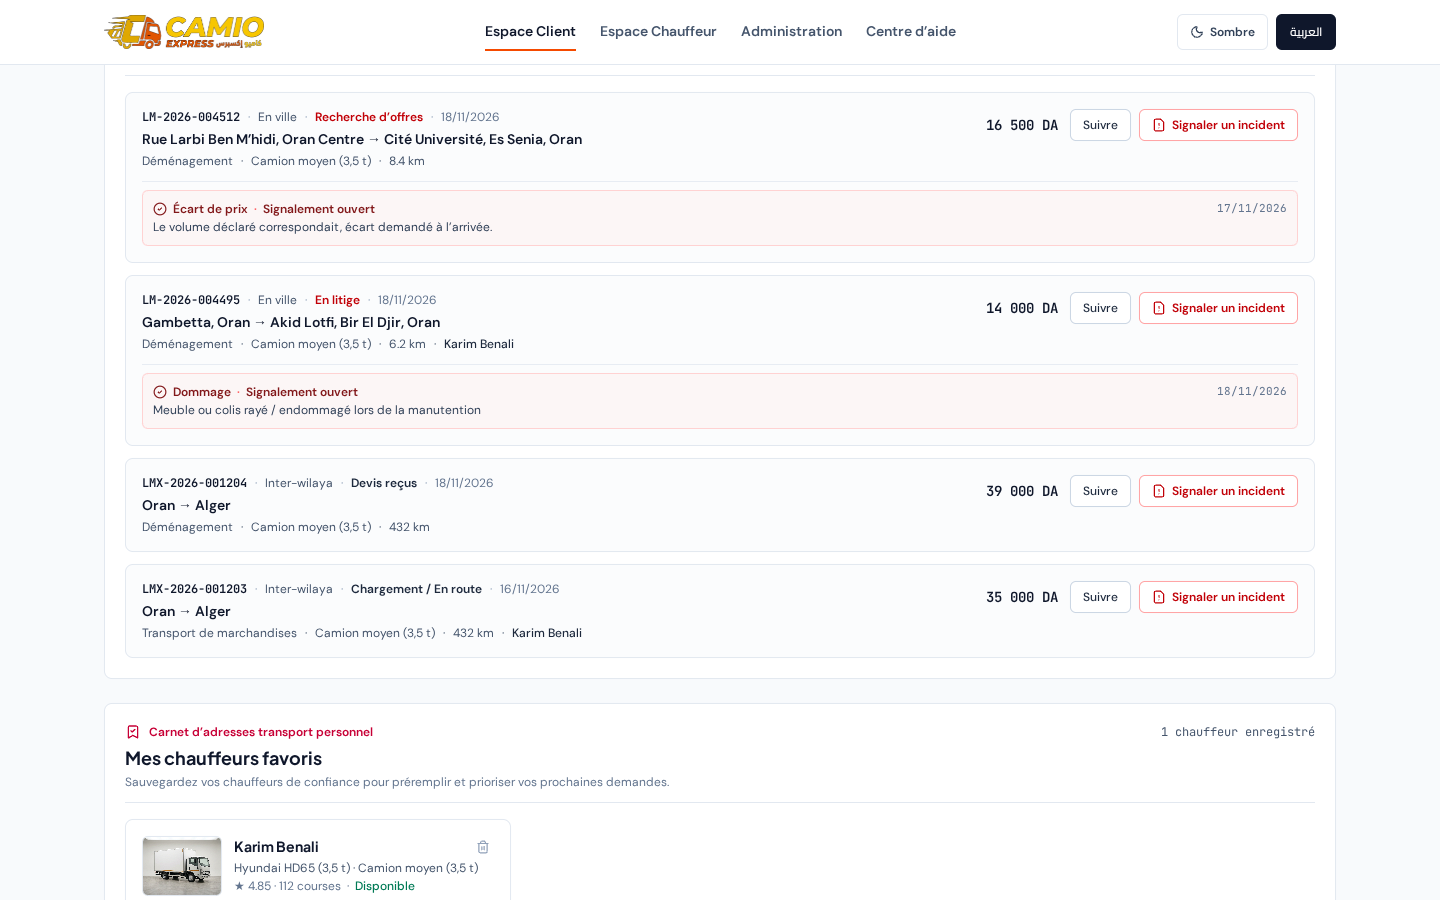 CAMIO
EXPRESS كاميو إكسبريس
Espace Client
Espace Chauffeur
Administration
Centre d’aide
Sombre
العربية
LM-2026-004512 · En ville · Recherche d’offres · 18/11/2026
Rue Larbi Ben M’hidi, Oran Centre → Cité Université, Es Senia, Oran
Déménagement · Camion moyen (3,5 t) · 8.4 km
16 500 DA
Suivre
Signaler un incident
Écart de prix · Signalement ouvert
17/11/2026
Le volume déclaré correspondait, écart demandé à l’arrivée.
LM-2026-004495 · En ville · En litige · 18/11/2026
Gambetta, Oran → Akid Lotfi, Bir El Djir, Oran
Déménagement · Camion moyen (3,5 t) · 6.2 km · Karim Benali
14 000 DA
Suivre
Signaler un incident
Dommage · Signalement ouvert
18/11/2026
Meuble ou colis rayé / endommagé lors de la manutention
LMX-2026-001204 · Inter-wilaya · Devis reçus · 18/11/2026
Oran → Alger
Déménagement · Camion moyen (3,5 t) · 432 km
39 000 DA
Suivre
Signaler un incident
LMX-2026-001203 · Inter-wilaya · Chargement / En route · 16/11/2026
Oran → Alger
Transport de marchandises · Camion moyen (3,5 t) · 432 km · Karim Benali
35 000 DA
Suivre
Signaler un incident
Carnet d’adresses transport personnel
1 chauffeur enregistré
Mes chauffeurs favoris
Sauvegardez vos chauffeurs de confiance pour préremplir et prioriser vos prochaines demandes.
Karim Benali
Hyundai HD65 (3,5 t) · Camion moyen (3,5 t)
★ 4.85 · 112 courses · Disponible